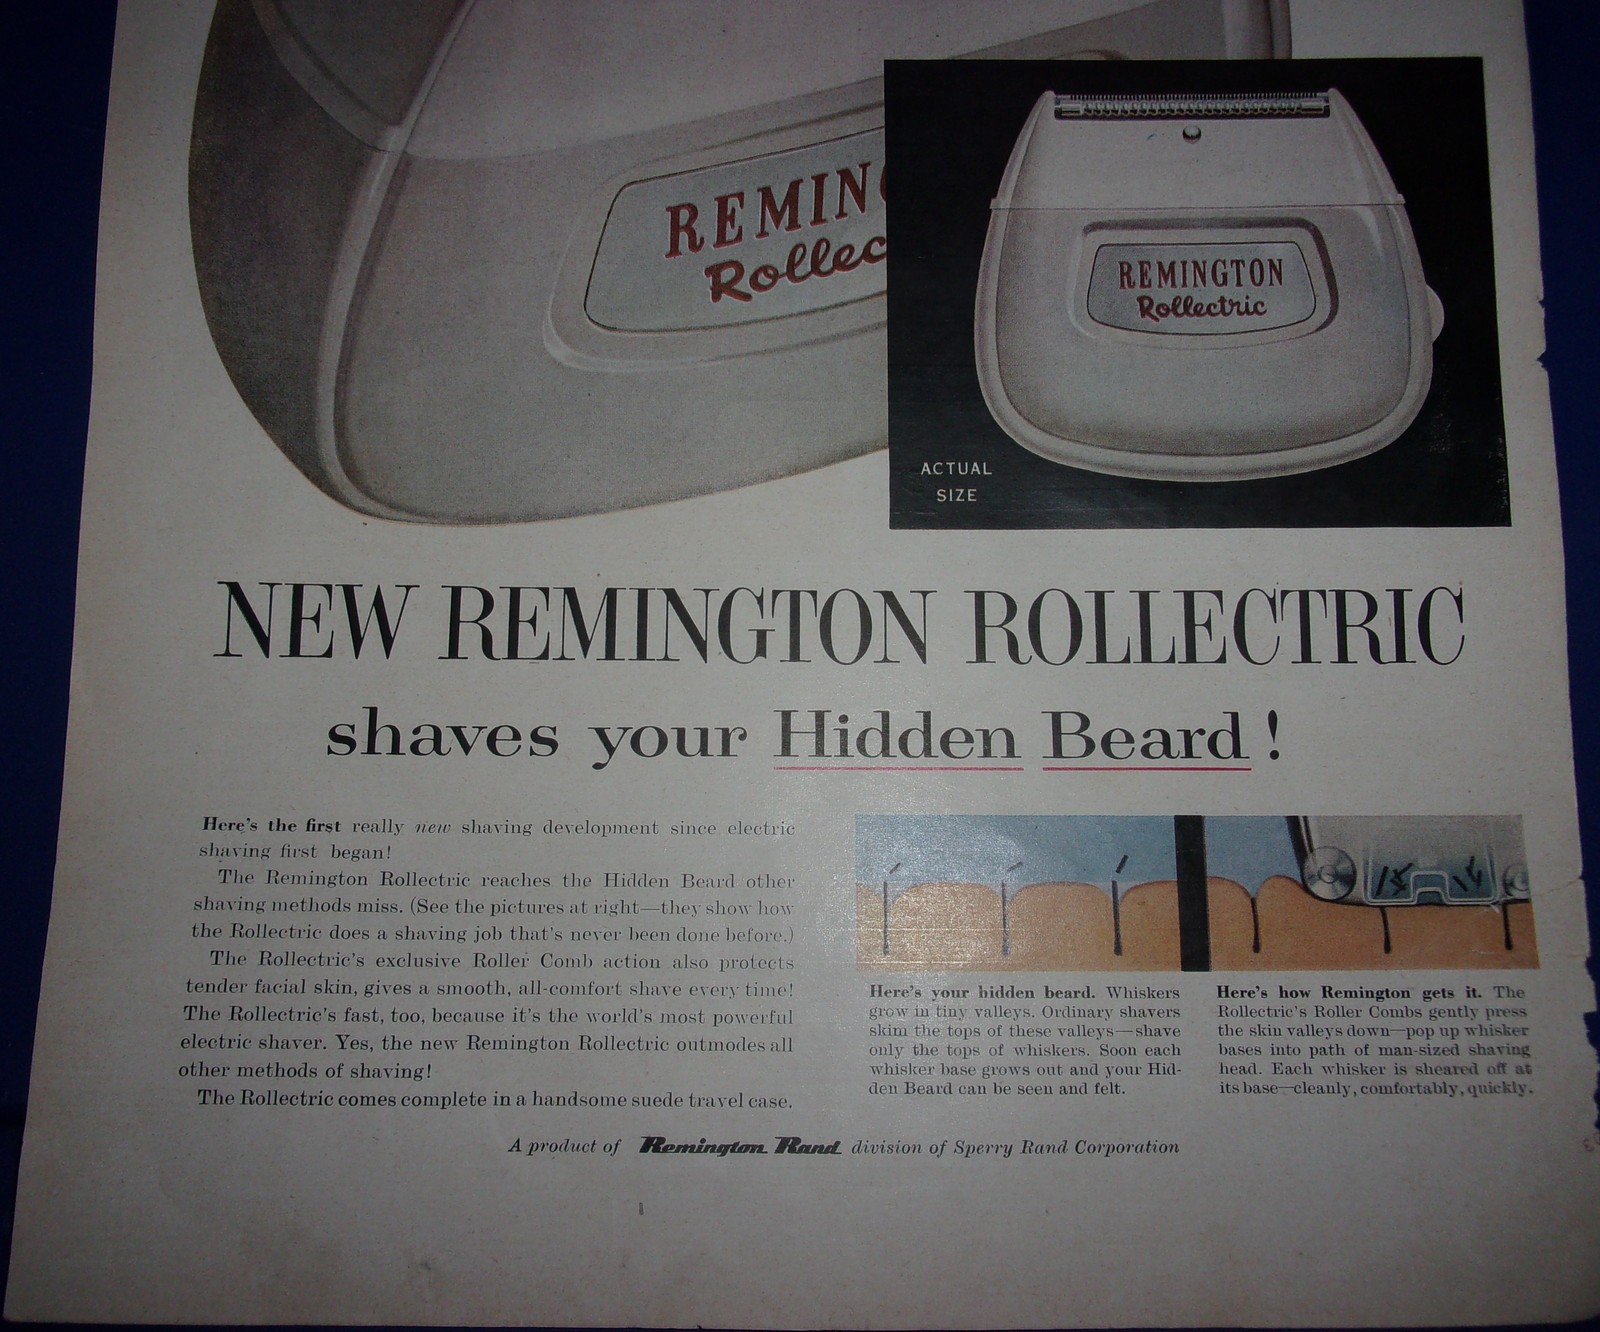 REMING
Rollec
REMINGTON
Rollectric
ACTUAL
SIZE
NEW REMINGTON ROLLECTRIC
shaves your Hidden Beard!
Here's the first really new shaving development since electric
shaving first began!
The Remington Rollectric reaches the Hidden Beard other
shaving methods miss. (See the pictures at right—they show how
the Rollectric does a shaving job that's never been done before.)
The Rollectric's exclusive Roller Comb action also protects
tender facial skin, gives a smooth, all-comfort shave every time!
The Rollectric's fast, too, because it's the world's most powerful
electric shaver. Yes, the new Remington Rollectric outmodes all
other methods of shaving!
The Rollectric comes complete in a handsome suede travel case.
Here's your hidden beard. Whiskers
grow in tiny valleys. Ordinary shavers
skim the tops of these valleys—shave
only the tops of whiskers. Soon each
whisker base grows out and your Hid-
den Beard can be seen and felt.
Here's how Remington gets it. The
Rollectric's Roller Combs gently press
the skin valleys down—pop up whisker
bases into path of man-sized shaving
head. Each whisker is sheared off at
its base—cleanly, comfortably, quickly.
A product of Remington Rand division of Sperry Rand Corporation